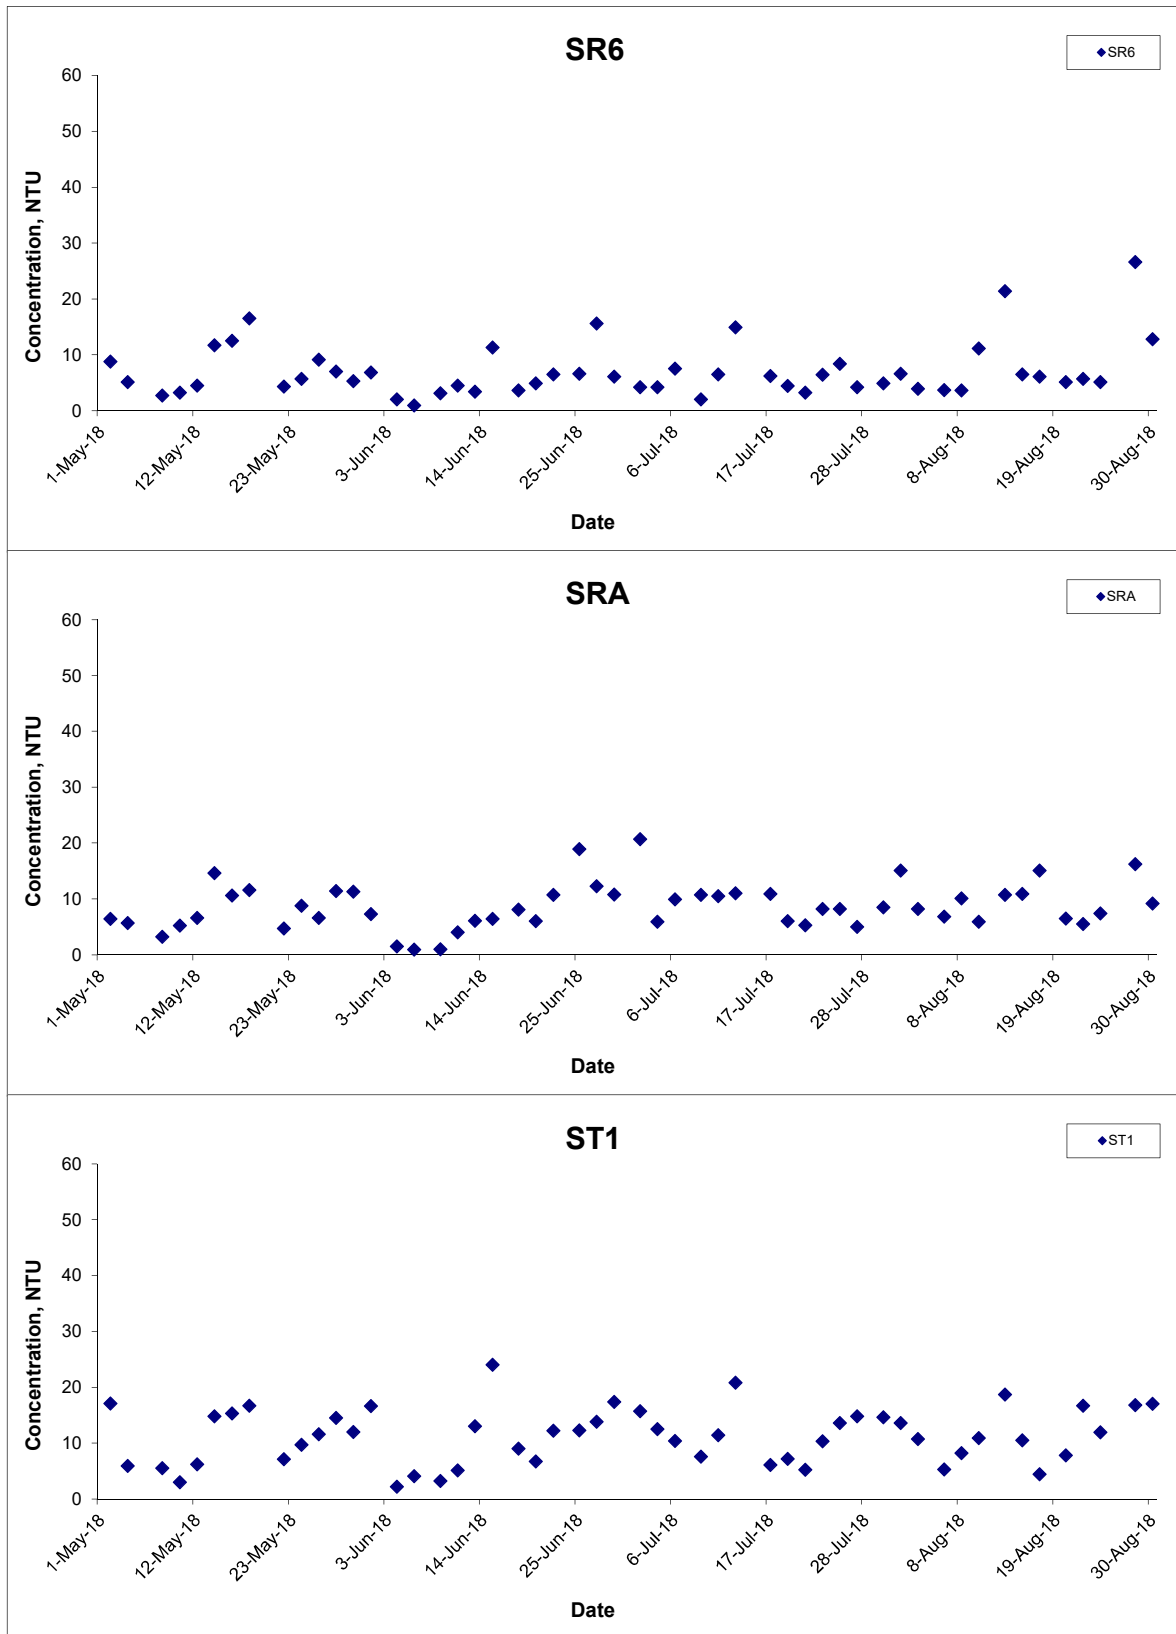 SR6
SR6
60
50
40
30
20
10
0
Concentration, NTU
1-May-18
12-May-18
23-May-18
3-Jun-18
14-Jun-18
25-Jun-18
6-Jul-18
17-Jul-18
28-Jul-18
8-Aug-18
19-Aug-18
30-Aug-18
Date
SRA
SRA
60
50
40
30
20
10
0
Concentration, NTU
1-May-18
12-May-18
23-May-18
3-Jun-18
14-Jun-18
25-Jun-18
6-Jul-18
17-Jul-18
28-Jul-18
8-Aug-18
19-Aug-18
30-Aug-18
Date
ST1
ST1
60
50
40
30
20
10
0
Concentration, NTU
1-May-18
12-May-18
23-May-18
3-Jun-18
14-Jun-18
25-Jun-18
6-Jul-18
17-Jul-18
28-Jul-18
8-Aug-18
19-Aug-18
30-Aug-18
Date